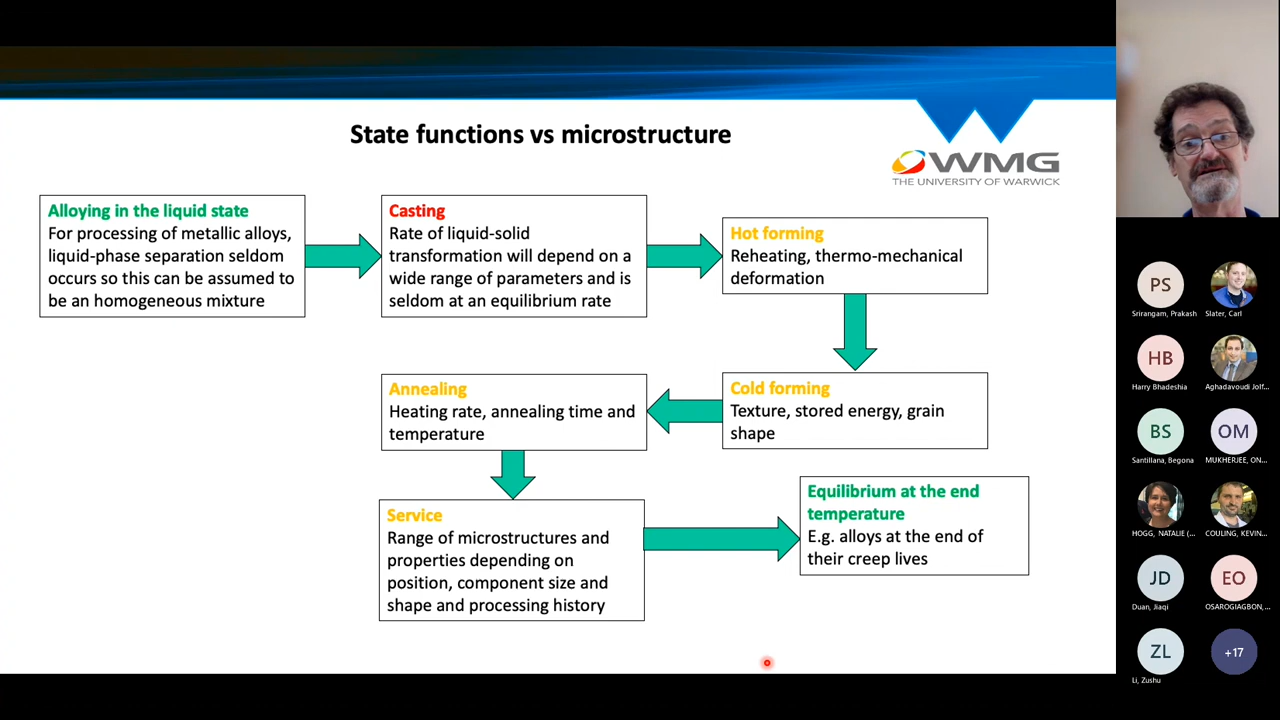 State functions vs microstructure
WMG
THE UNIVERSITY OF WARWICK
Alloying in the liquid state
For processing of metallic alloys,
liquid-phase separation seldom
occurs so this can be assumed to
be an homogeneous mixture
Casting
Rate of liquid-solid
transformation will depend on a
wide range of parameters and is
seldom at an equilibrium rate
Hot forming
Reheating, thermo-mechanical
deformation
Cold forming
Texture, stored energy, grain
shape
Annealing
Heating rate, annealing time and
temperature
Service
Range of microstructures and
properties depending on
position, component size and
shape and processing history
Equilibrium at the end
temperature
E.g. alloys at the end of
their creep lives
PS
Srirangam, Prakash
Slater, Carl
HB
Harry Bhadeshia
Aghadavoudi Jolf...
BS
Santillana, Begona
OM
MUKHERJEE, ON...
HOGG, NATALIE (...
COULING, KEVIN...
JD
Duan, Jiaqi
EO
OSAROGIAGBON,...
ZL
Li, Zushu
+17